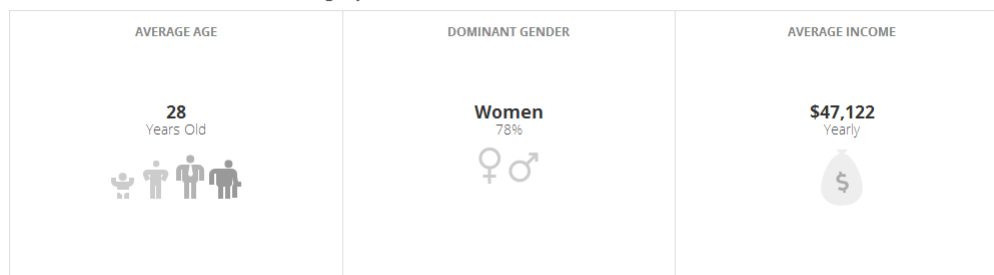 AVERAGE AGE
DOMINANT GENDER
AVERAGE INCOME
28
Years Old
Women
78%
$47,122
Yearly
$